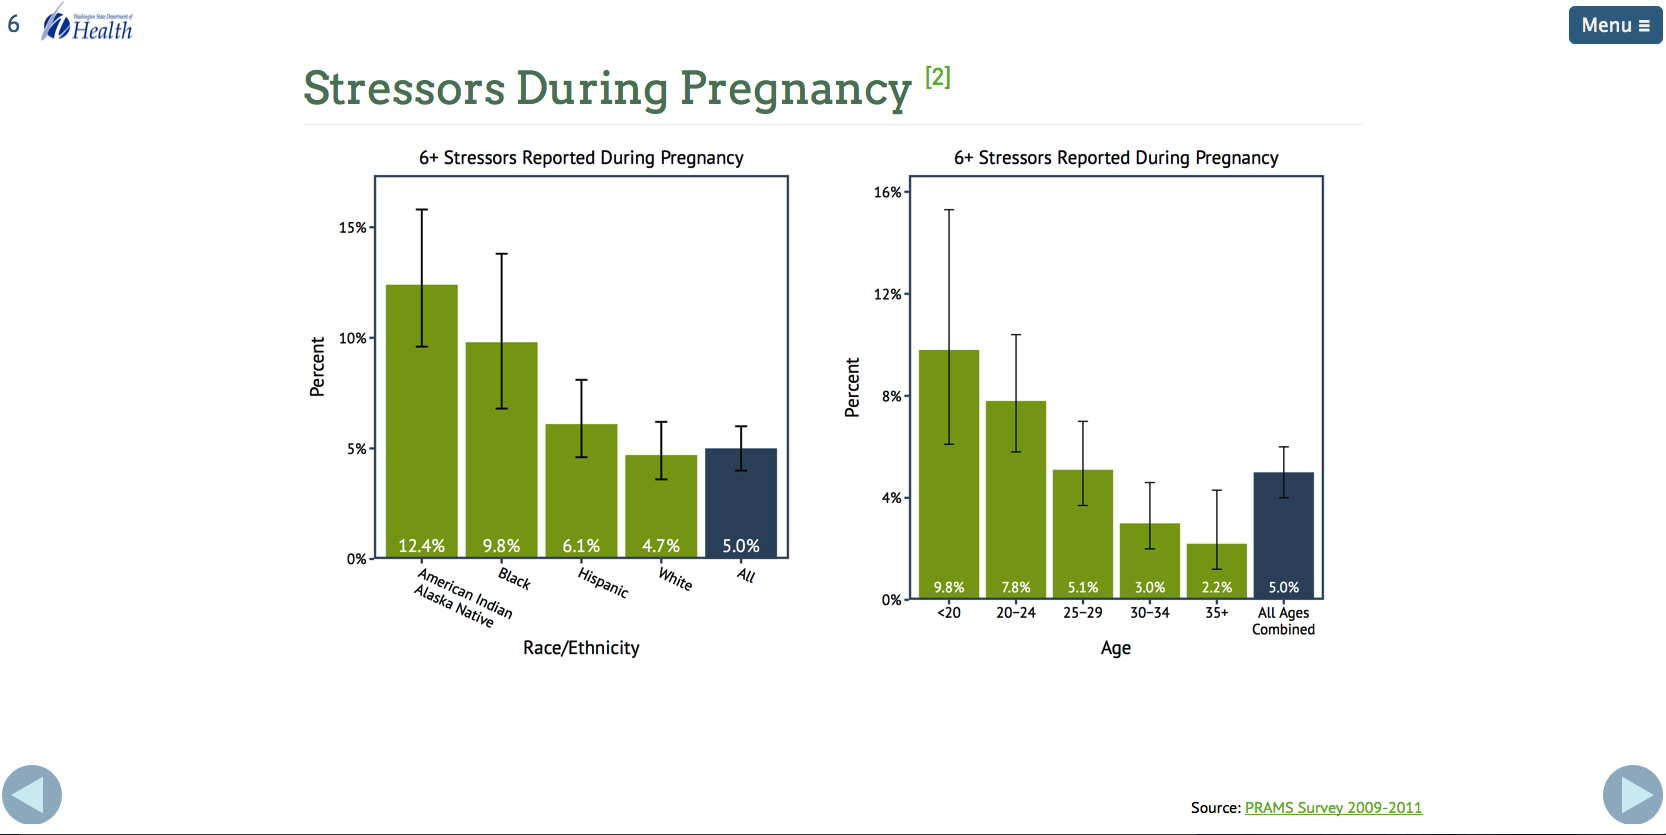 6
Washington State Department of
Health
Menu
Stressors During Pregnancy [2]
6+ Stressors Reported During Pregnancy
Percent
15%
10%
5%
0%
12.4% 9.8% 6.1% 4.7% 5.0%
American Indian
Alaska Native
Black
Hispanic
White
All
Race/Ethnicity
6+ Stressors Reported During Pregnancy
Percent
16%
12%
8%
4%
0%
9.8% 7.8% 5.1% 3.0% 2.2% 5.0%
<20 20−24 25−29 30−34 35+ All Ages
Combined
Age
Source: PRAMS Survey 2009-2011